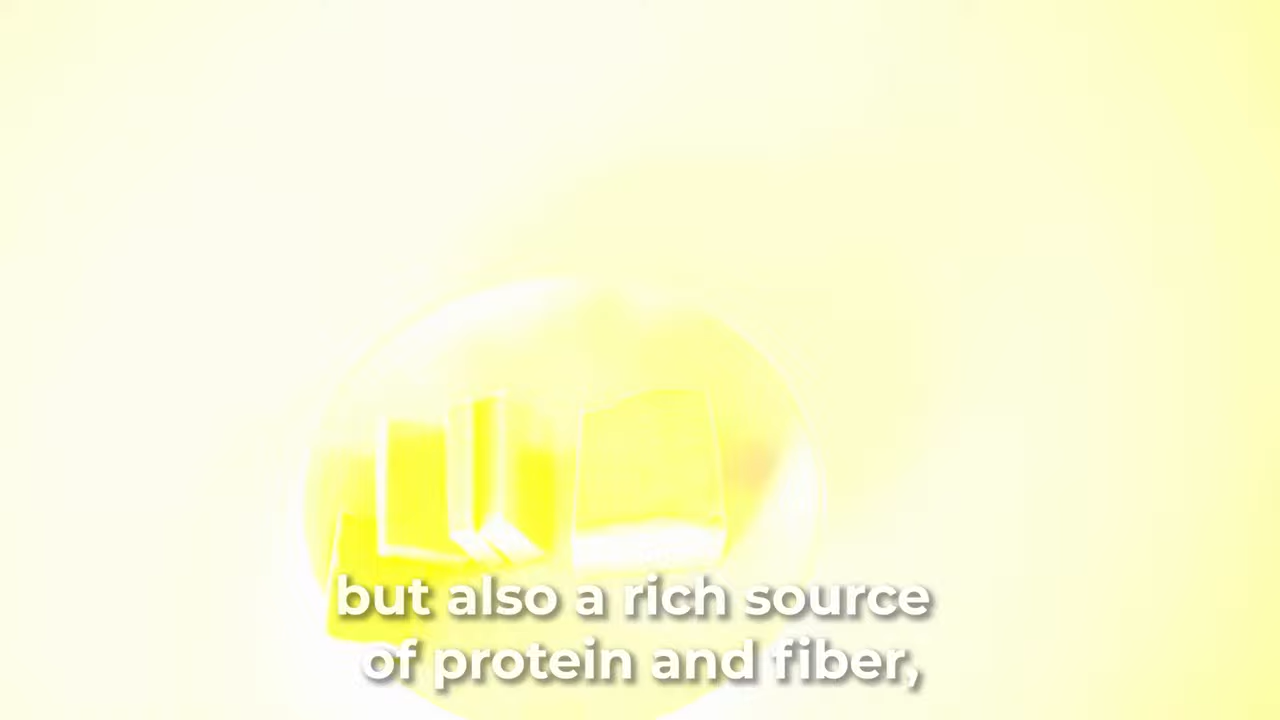 but also a rich source
of protein and fiber,